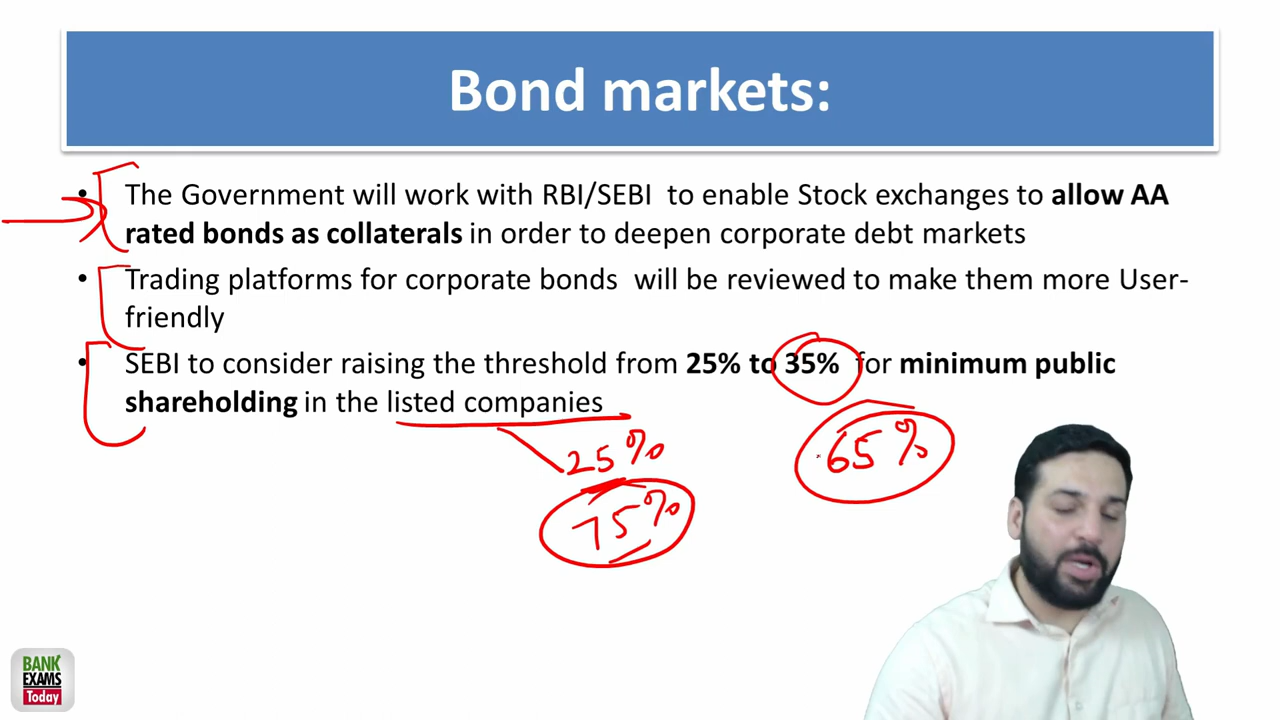 Bond markets:
• The Government will work with RBI/SEBI to enable Stock exchanges to allow AA
rated bonds as collaterals in order to deepen corporate debt markets
• Trading platforms for corporate bonds will be reviewed to make them more User-
friendly
• SEBI to consider raising the threshold from 25% to 35% for minimum public
shareholding in the listed companies
25%
65%
75%
BANK
EXAMS
Today